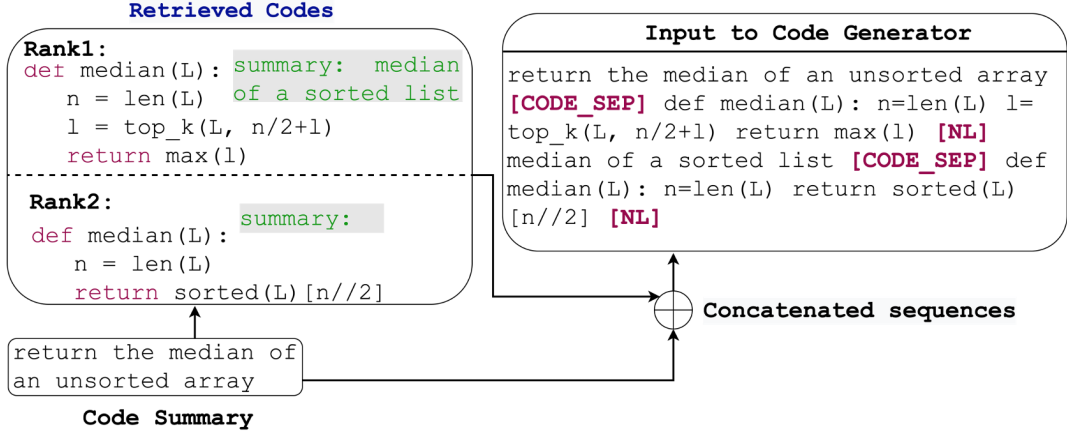 Retrieved Codes
Rank1:
def median(L):
summary: median
of a sorted list
n = len(L)
l = top_k(L, n/2+l)
return max(l)
Rank2:
summary:
def median(L):
n = len(L)
return sorted(L)[n//2]
return the median of
an unsorted array
Code Summary
Input to Code Generator
return the median of an unsorted array
[CODE_SEP] def median(L): n=len(L) l=
top_k(L, n/2+l) return max(l) [NL]
median of a sorted list [CODE_SEP] def
median(L): n=len(L) return sorted(L)
[n//2] [NL]
Concatenated sequences